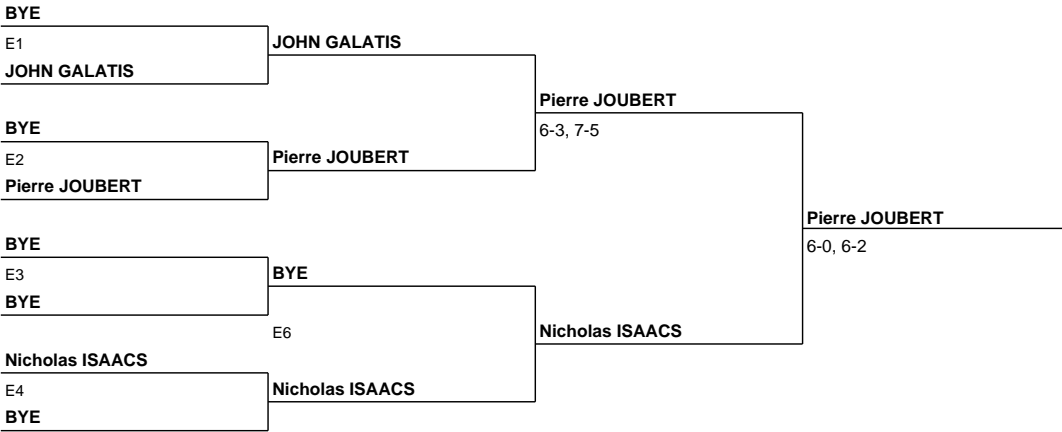 BYE
E1
JOHN GALATIS
JOHN GALATIS
BYE
E2
Pierre JOUBERT
Pierre JOUBERT
Pierre JOUBERT
6-3, 7-5
BYE
E3
BYE
BYE
E6
Nicholas ISAACS
E4
BYE
Nicholas ISAACS
Nicholas ISAACS
Pierre JOUBERT
6-0, 6-2